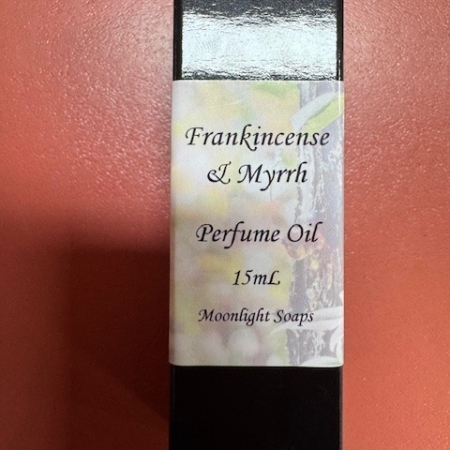 Frankincense
& Myrrh
Perfume Oil
15mL
Moonlight Soaps